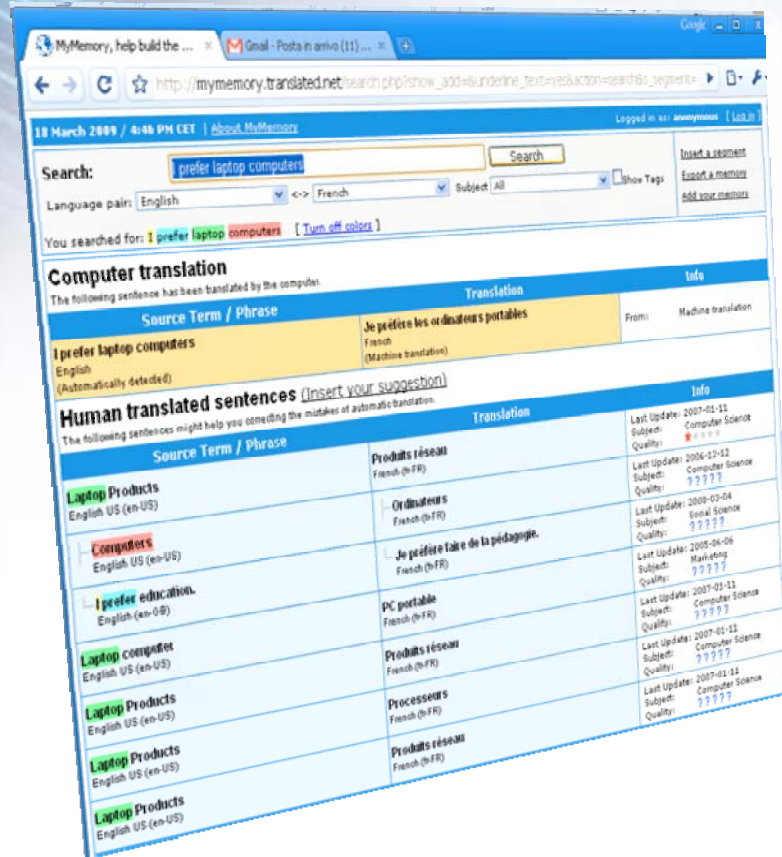 Google
MyMemory, help build the ... × Gmail - Posta in arrivo (11) ... ×
http://mymemory.translated.net/search.php?show_add=6&underline_text=yes&action=search&s_segment=
18 March 2009 / 4:46 PM CET | About MyMemory Logged in as: anonymous [ Log in ]
Search: I prefer laptop computers Search
Language pair: English <-> French Subject All Show Tags
Insert a segment
Export a memory
Add your memory
You searched for: I prefer laptop computers [ Turn off colors ]
Computer translation
The following sentence has been translated by the computer.
Source Term / Phrase Translation Info
I prefer laptop computers
English
(Automatically detected)
Je préfère les ordinateurs portables
French
(Machine translation)
From: Machine translation
Human translated sentences (Insert your suggestion)
The following sentences might help you correcting the mistakes of automatic translation.
Source Term / Phrase Translation Info
Laptop Products
English US (en-US)
Produits réseau
French (fr-FR)
Last Update: 2007-01-11
Subject: Computer Science
Quality:
Computers
English US (en-US)
Ordinateurs
French (fr-FR)
Last Update: 2006-12-12
Subject: Computer Science
Quality: ?????
I prefer education.
English (en-GB)
Je préfère faire de la pédagogie.
French (fr-FR)
Last Update: 2008-03-04
Subject: Social Science
Quality: ?????
Laptop computer
English US (en-US)
PC portable
French (fr-FR)
Last Update: 2005-06-06
Subject: Marketing
Quality: ?????
Laptop Products
English US (en-US)
Produits réseau
French (fr-FR)
Last Update: 2007-03-11
Subject: Computer Science
Quality: ?????
Laptop Products
English US (en-US)
Processeurs
French (fr-FR)
Last Update: 2007-01-11
Subject: Computer Science
Quality: ?????
Laptop Products
English US (en-US)
Produits réseau
French (fr-FR)
Last Update: 2007-01-11
Subject: Computer Science
Quality: ?????